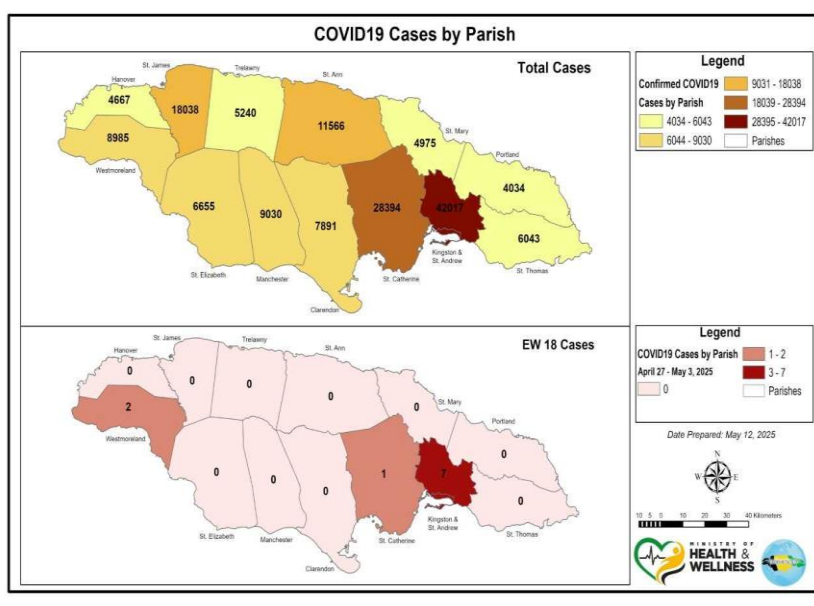 COVID19 Cases by Parish
Total Cases
St. James
Trelawny
St. Ann
Hanover
4667
18038
5240
11566
St. Mary
4975
Portland
8985
Westmoreland
4034
6655
9030
7891
28394
42017
6043
Kingston &
St. Andrew
St. Thomas
St. Elizabeth
Manchester
St. Catherine
Clarendon
Legend
Confirmed COVID19
Cases by Parish
4034 - 6043
6044 - 9030
9031 - 18038
18039 - 28394
28395 - 42017
Parishes
EW 18 Cases
St. James
Trelawny
St. Ann
Hanover
0
0
0
0
St. Mary
0
Portland
2
Westmoreland
0
0
0
0
1
7
0
Kingston &
St. Andrew
St. Thomas
St. Elizabeth
Manchester
St. Catherine
Clarendon
Legend
COVID19 Cases by Parish
April 27 - May 3, 2025
0
1 - 2
3 - 7
Parishes
Date Prepared: May 12, 2025
N
W
E
S
10 5 0 10 20 30 40 Kilometers
MINISTRY OF
HEALTH &
WELLNESS